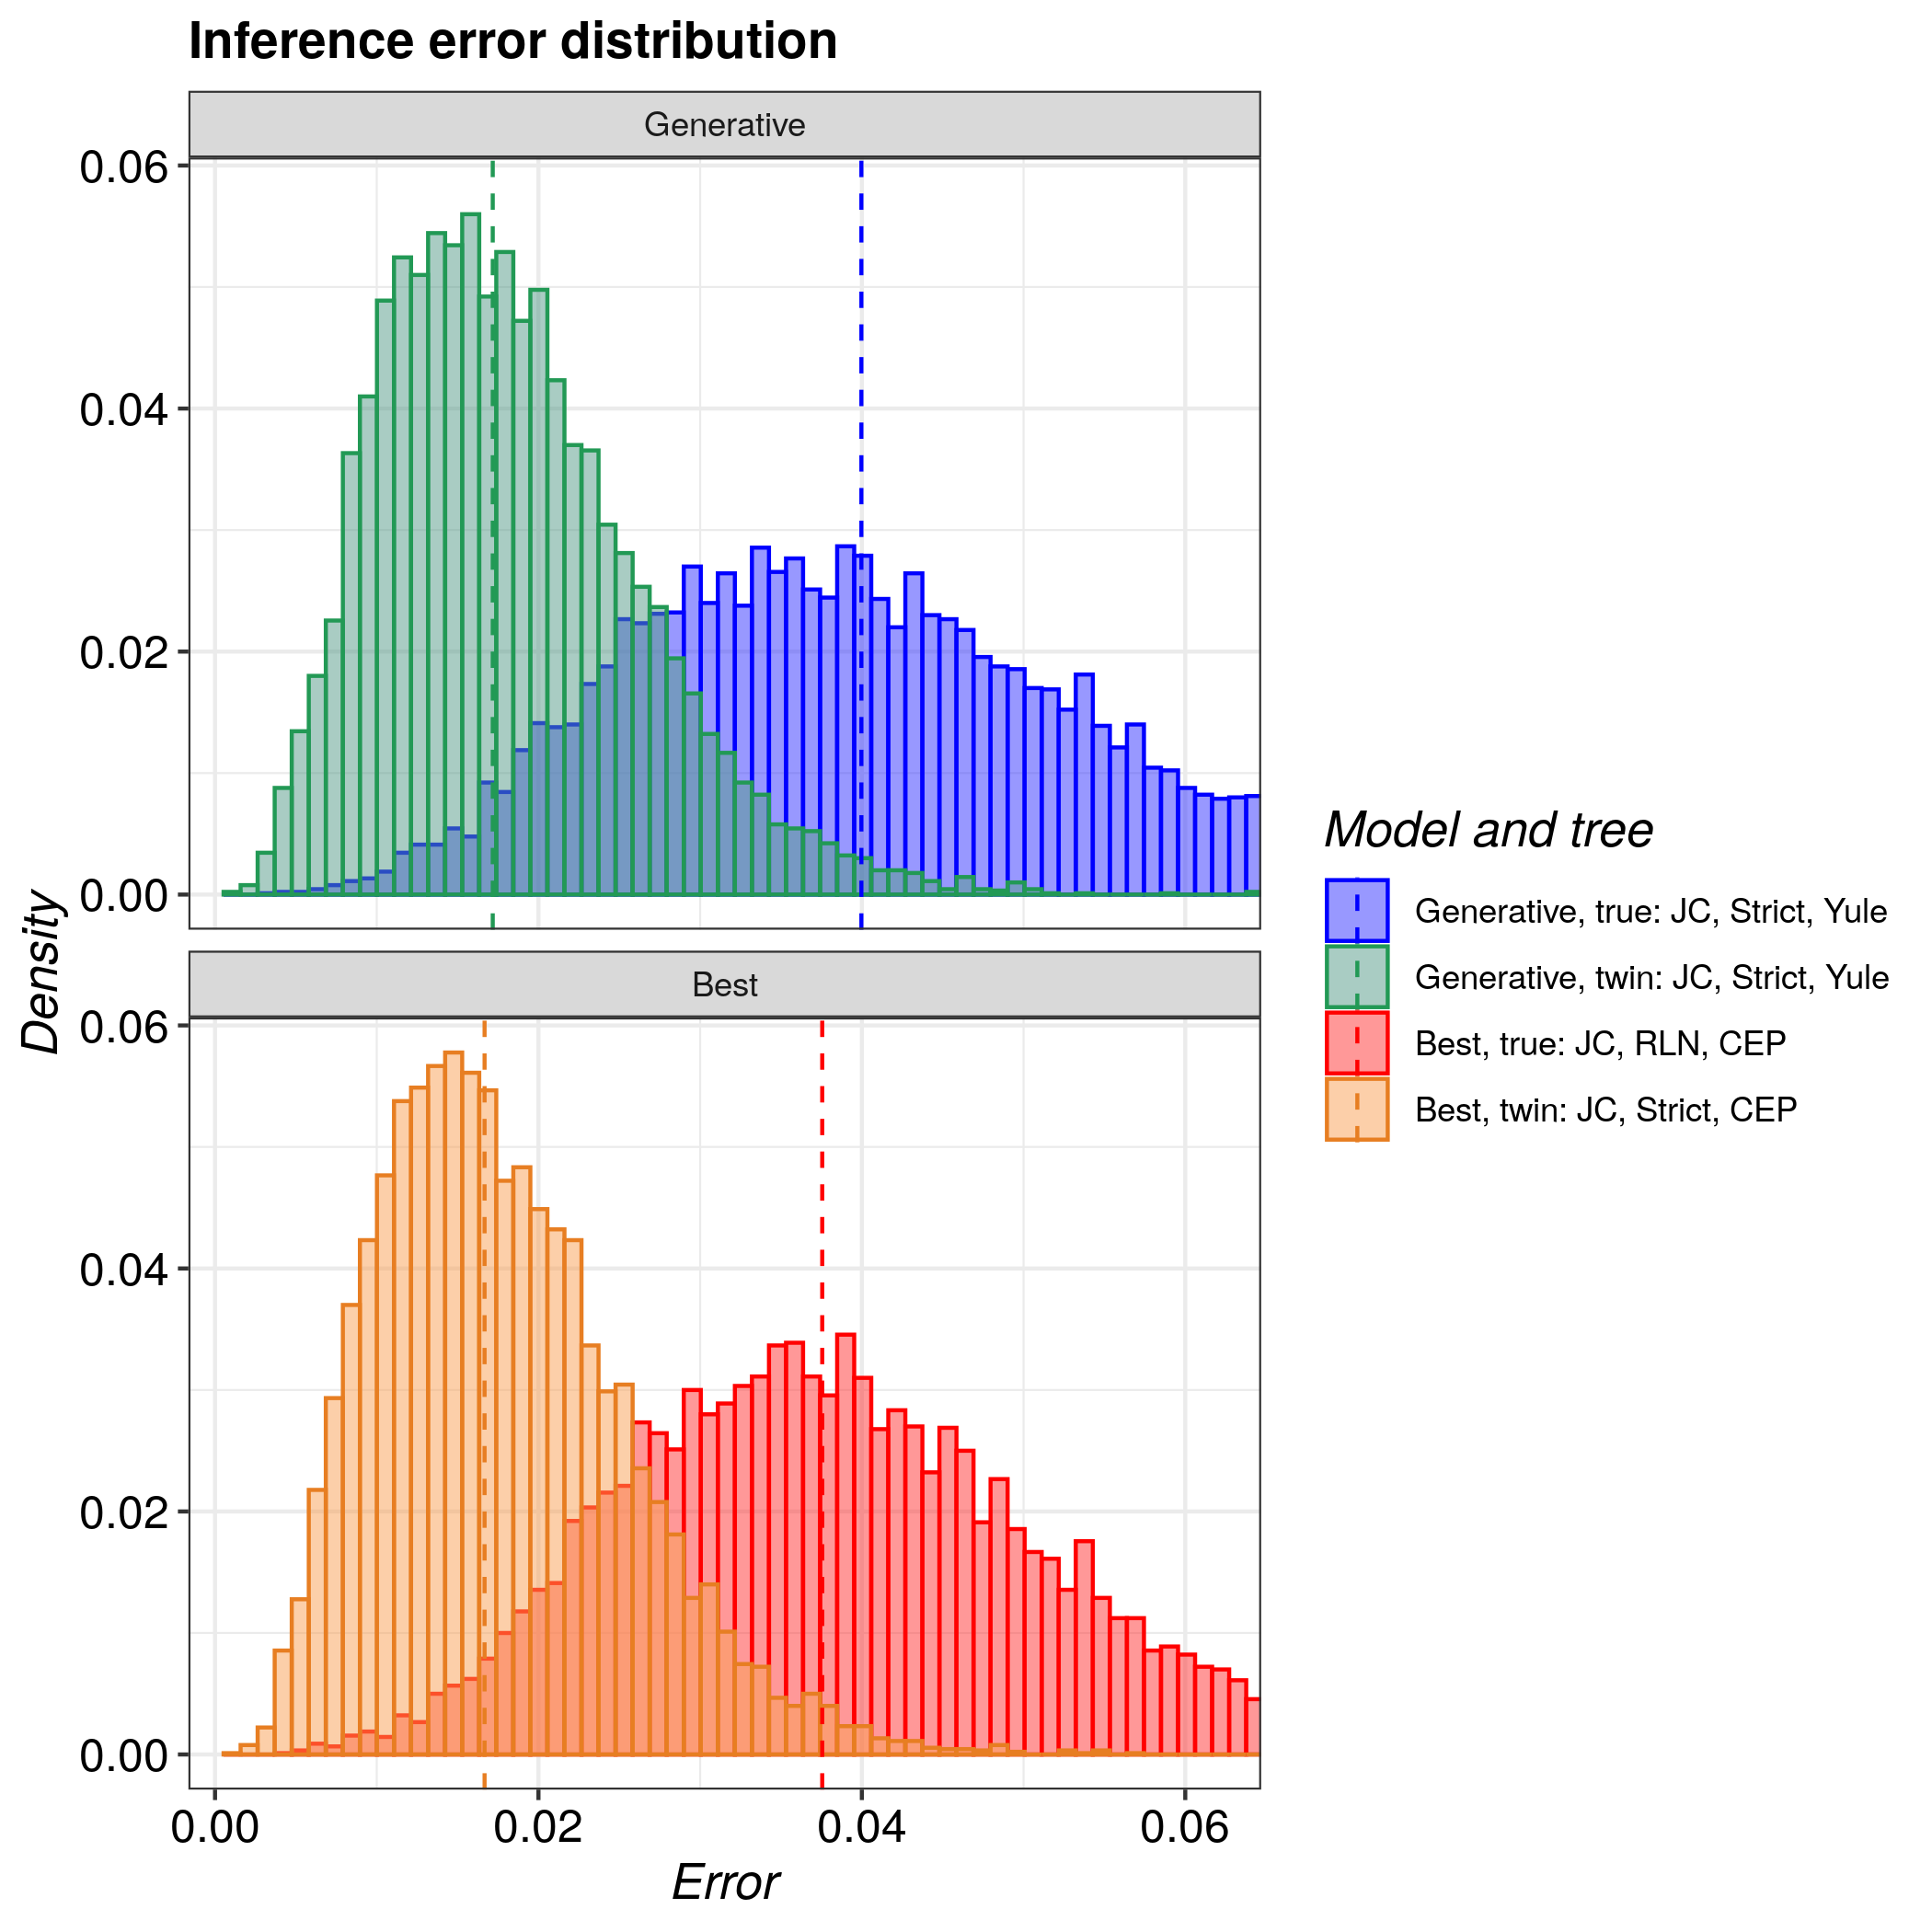 Inference error distribution
Generative
0.06
0.04
0.02
0.00
Best
0.06
0.04
0.02
0.00
0.00 0.02 0.04 0.06
Error
Density
Model and tree
Generative, true: JC, Strict, Yule
Generative, twin: JC, Strict, Yule
Best, true: JC, RLN, CEP
Best, twin: JC, Strict, CEP